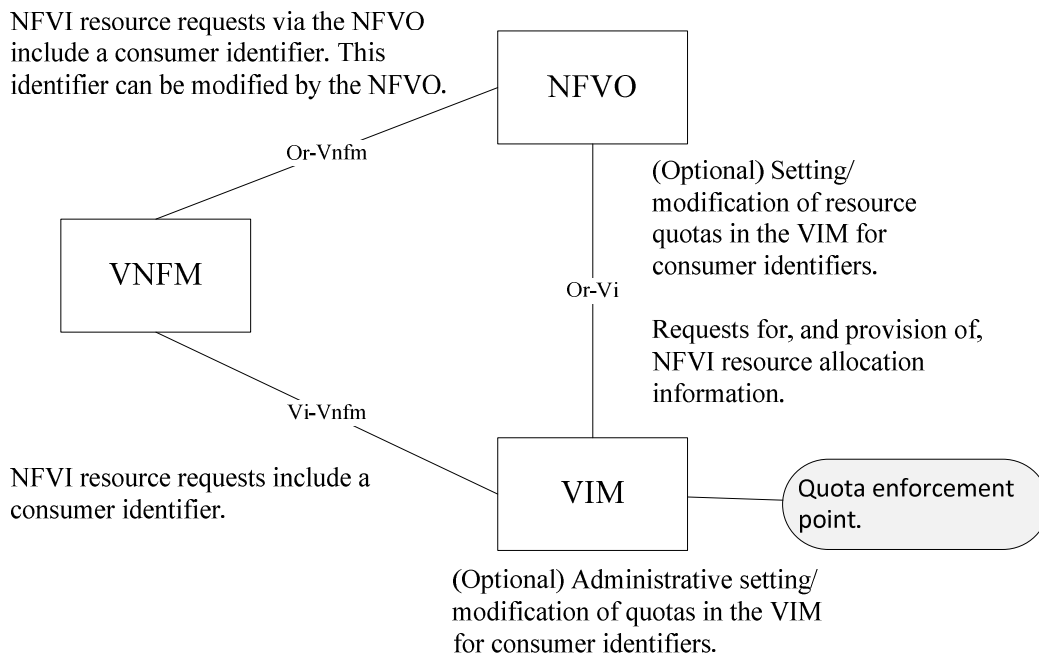 NFVI resource requests via the NFVO
include a consumer identifier. This
identifier can be modified by the NFVO.
NFVO
Or-Vnfm
(Optional) Setting/
modification of resource
quotas in the VIM for
consumer identifiers.
VNFM
Or-Vi
Requests for, and provision of,
NFVI resource allocation
information.
Vi-Vnfm
NFVI resource requests include a
consumer identifier.
VIM
Quota enforcement
point.
(Optional) Administrative setting/
modification of quotas in the VIM
for consumer identifiers.